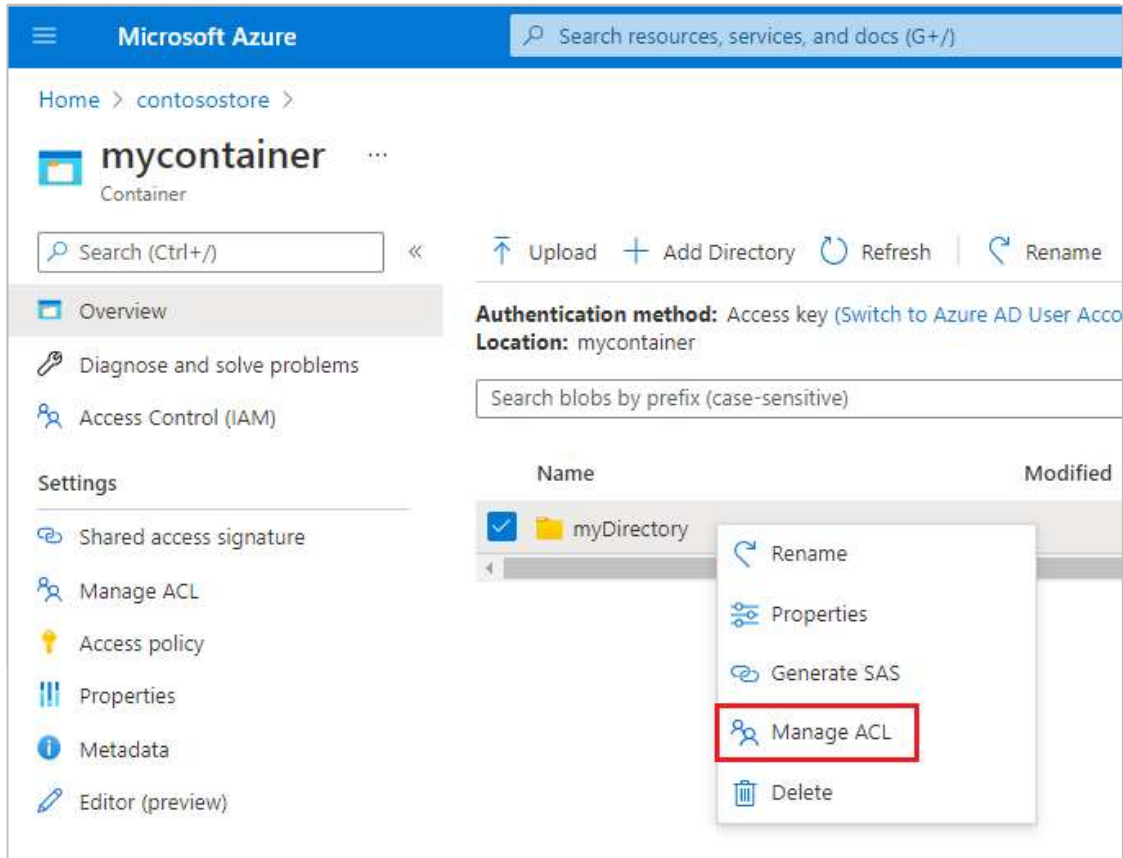 Microsoft Azure
Search resources, services, and docs (G+/)
Home > contosostore >
mycontainer ...
Container
Search (Ctrl+/)
«
Upload
Add Directory
Refresh
Rename
Overview
Diagnose and solve problems
Access Control (IAM)
Settings
Shared access signature
Manage ACL
Access policy
Properties
Metadata
Editor (preview)
Authentication method: Access key (Switch to Azure AD User Acco
Location: mycontainer
Search blobs by prefix (case-sensitive)
Name Modified
myDirectory
Rename
Properties
Generate SAS
Manage ACL
Delete